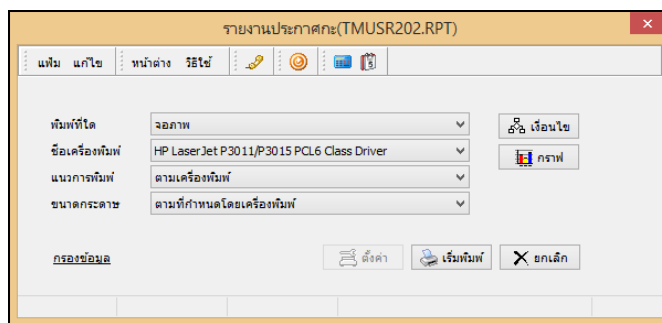 รายงานประกาศกะ(TMUSR202.RPT)
แฟ้ม แก้ไข หน้าต่าง วิธีใช้
พิมพ์ที่ใด จอภาพ เงื่อนไข
ชื่อเครื่องพิมพ์ HP LaserJet P3011/P3015 PCL6 Class Driver กราฟ
แนวการพิมพ์ ตามเครื่องพิมพ์
ขนาดกระดาษ ตามที่กำหนดโดยเครื่องพิมพ์
กรองข้อมูล ตั้งค่า เริ่มพิมพ์ ยกเลิก